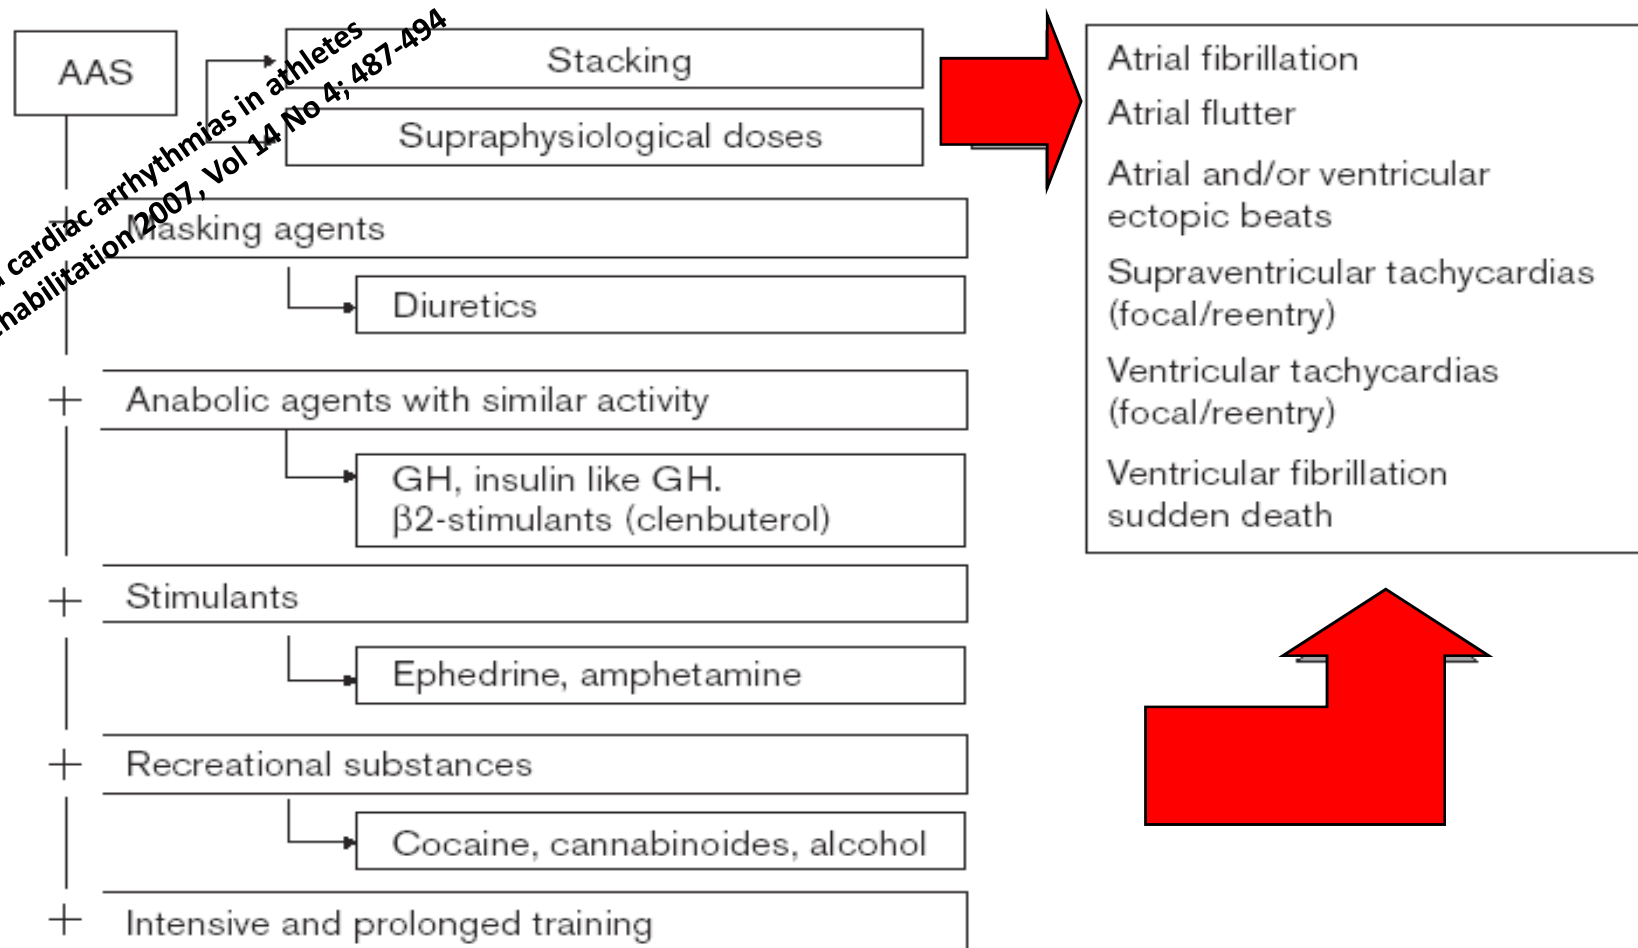 AAS
Stacking
Supraphysiological doses
cardiac arrhythmias in athletes
2007, Vol 14 No 4; 487-494
+ Masking agents
Diuretics
+ Anabolic agents with similar activity
GH, insulin like GH.
β2-stimulants (clenbuterol)
+ Stimulants
Ephedrine, amphetamine
+ Recreational substances
Cocaine, cannabinoides, alcohol
+ Intensive and prolonged training
Atrial fibrillation
Atrial flutter
Atrial and/or ventricular
ectopic beats
Supraventricular tachycardias
(focal/reentry)
Ventricular tachycardias
(focal/reentry)
Ventricular fibrillation
sudden death